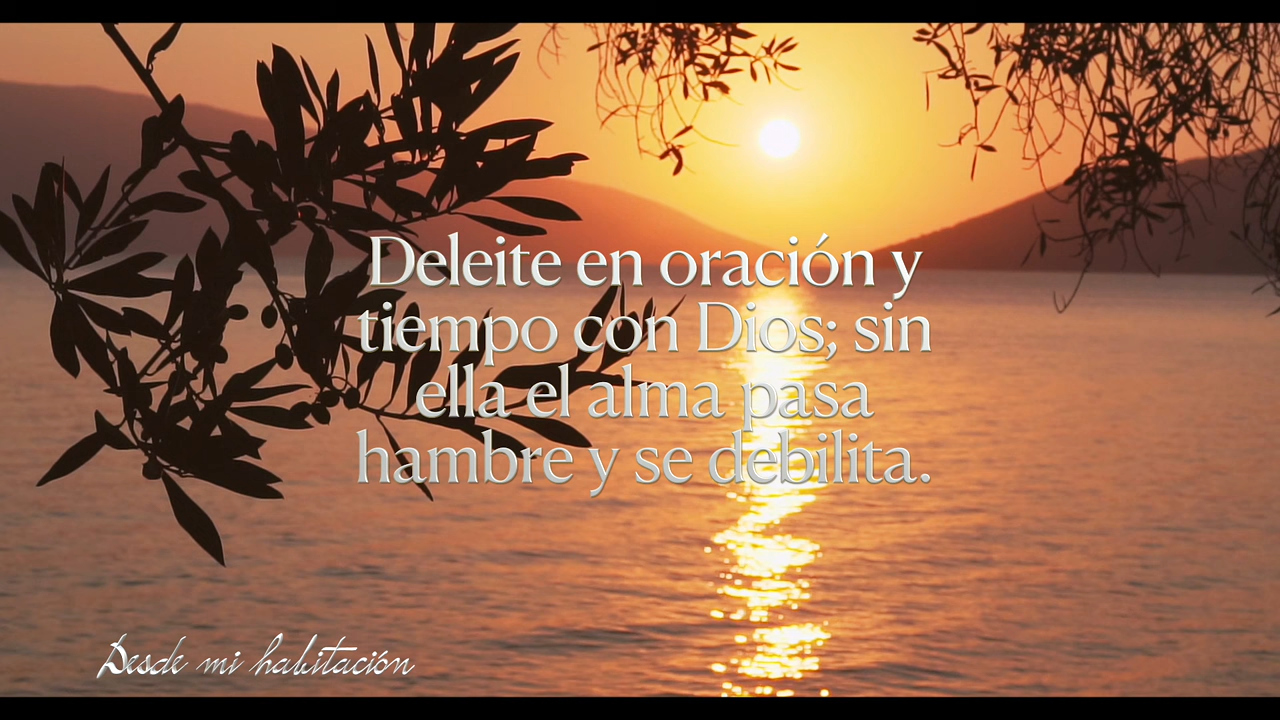 Deleite en oración y
tiempo con Dios; sin
ella el alma pasa
hambre y se debilita.
Desde mi habitación